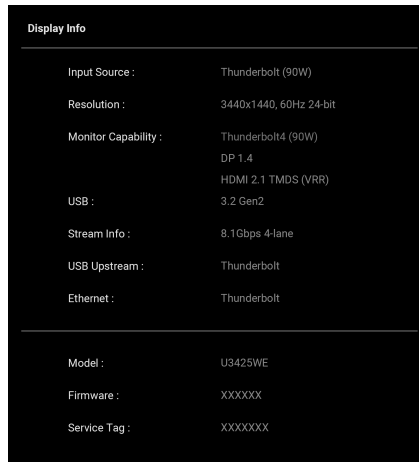 Display Info
Input Source : Thunderbolt (90W)
Resolution : 3440x1440, 60Hz 24-bit
Monitor Capability : Thunderbolt4 (90W)
DP 1.4
HDMI 2.1 TMDS (VRR)
USB : 3.2 Gen2
Stream Info : 8.1Gbps 4-lane
USB Upstream : Thunderbolt
Ethernet : Thunderbolt
Model : U3425WE
Firmware : XXXXXX
Service Tag : XXXXXXX